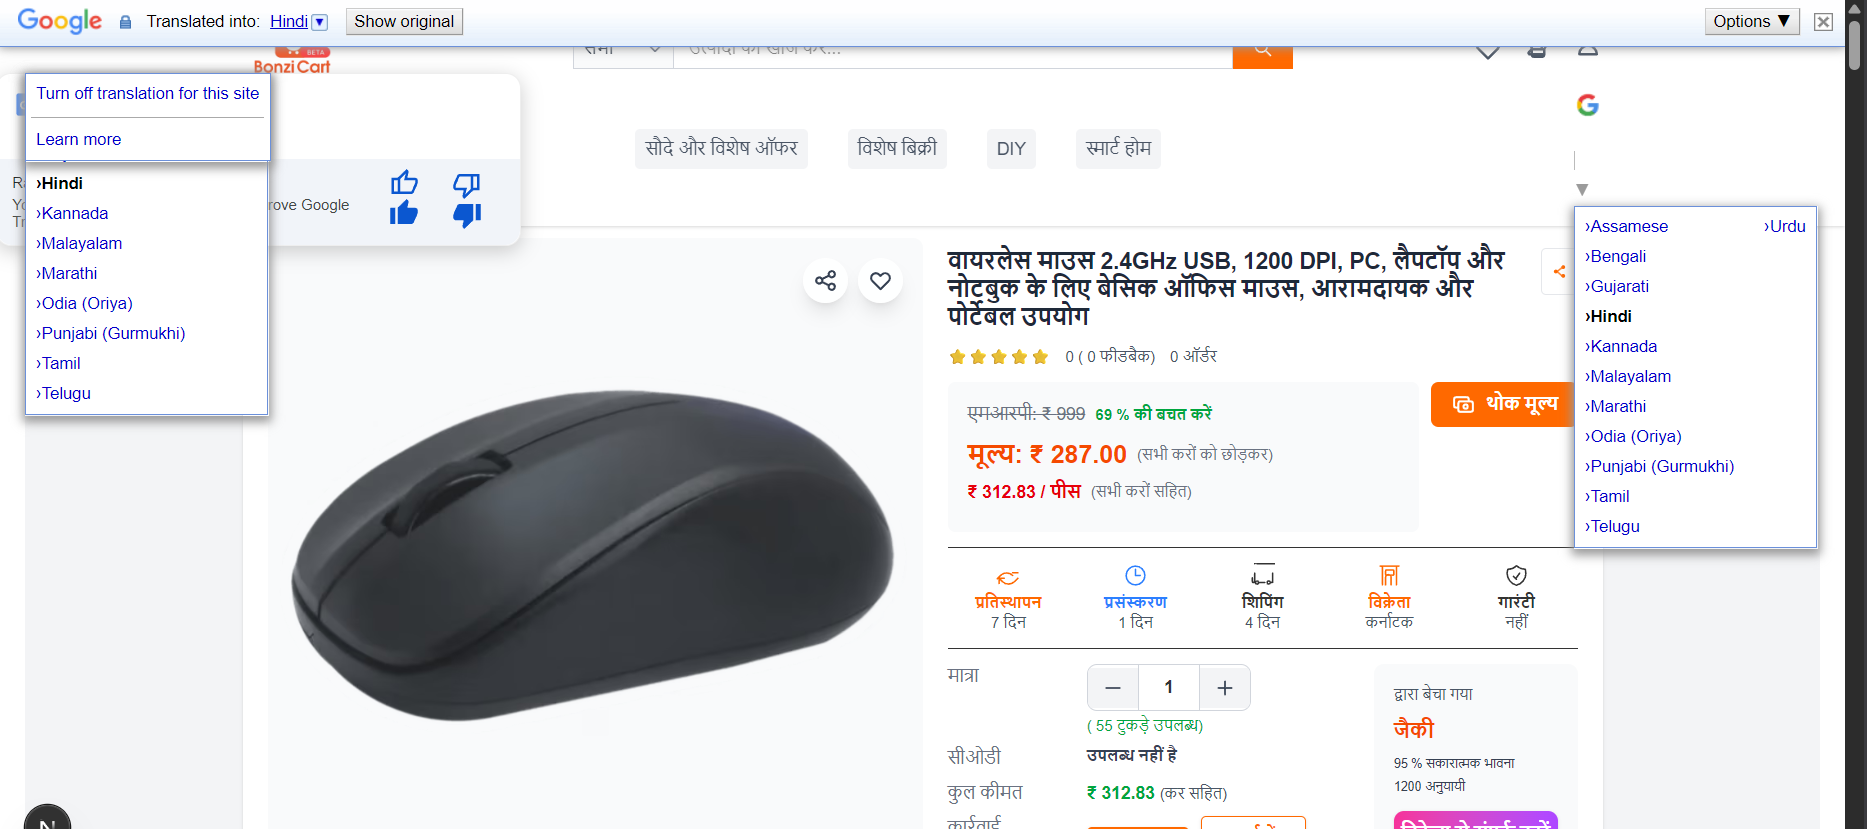 Google Translated into: Hindi ▼ Show original Options ▼
BETA
Bonzi Cart
सभी उत्पादों की खोज करें...
Turn off translation for this site
Learn more
›Hindi
›Kannada
›Malayalam
›Marathi
›Odia (Oriya)
›Punjabi (Gurmukhi)
›Tamil
›Telugu
rove Google
सौदे और विशेष ऑफर
विशेष बिक्री
DIY
स्मार्ट होम
▼
›Assamese ›Urdu
›Bengali
›Gujarati
›Hindi
›Kannada
›Malayalam
›Marathi
›Odia (Oriya)
›Punjabi (Gurmukhi)
›Tamil
›Telugu
वायरलेस माउस 2.4GHz USB, 1200 DPI, PC, लैपटॉप और
नोटबुक के लिए बेसिक ऑफिस माउस, आरामदायक और
पोर्टेबल उपयोग
0 ( 0 फीडबैक) 0 ऑर्डर
एमआरपी: ₹ 999 69 % की बचत करें
मूल्य: ₹ 287.00 (सभी करों को छोड़कर)
₹ 312.83 / पीस (सभी करों सहित)
थोक मूल्य
प्रतिस्थापन
7 दिन
प्रसंस्करण
1 दिन
शिपिंग
4 दिन
विक्रेता
कर्नाटक
गारंटी
नहीं
मात्रा
1
( 55 टुकड़े उपलब्ध)
सीओडी उपलब्ध नहीं है
कुल कीमत ₹ 312.83 (कर सहित)
कार्रवाई
द्वारा बेचा गया
जैकी
95 % सकारात्मक भावना
1200 अनुयायी